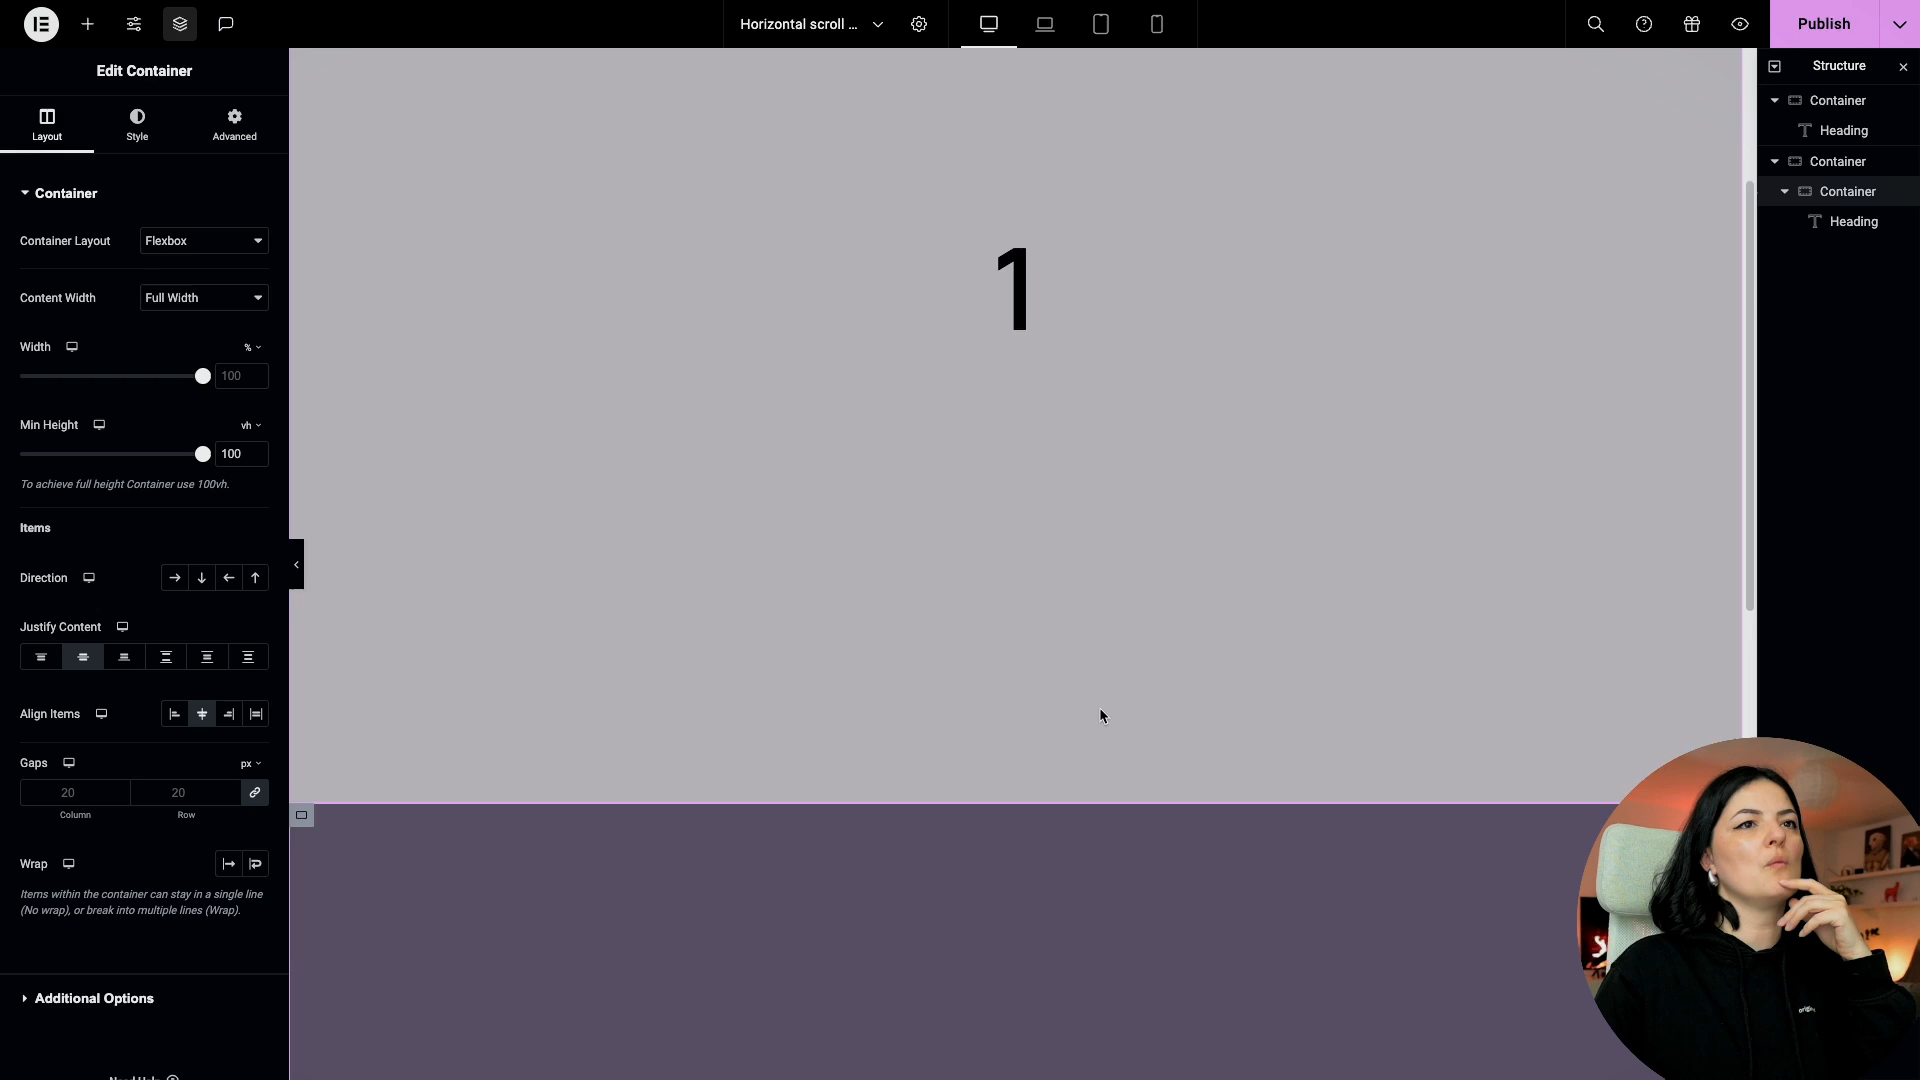 Horizontal scroll ...
Publish
Edit Container
Structure
Layout
Style
Advanced
Container
Heading
Container
Container
Heading
Container
Container Layout
Flexbox
Content Width
Full Width
Width
%
100
Min Height
vh
100
To achieve full height Container use 100vh.
Items
Direction
Justify Content
Align Items
Gaps
px
20
20
Column
Row
Wrap
Items within the container can stay in a single line
(No wrap), or break into multiple lines (Wrap).
Additional Options
Need Help
1